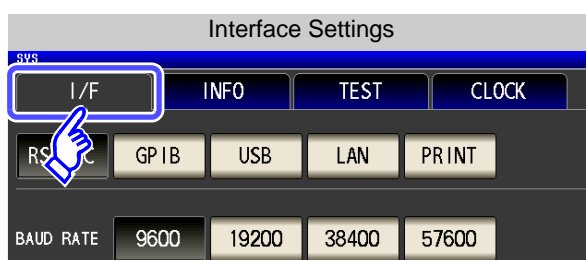 Interface Settings
SYS
I/F INFO TEST CLOCK
GPIB USB LAN PRINT
BAUD RATE 9600 19200 38400 57600